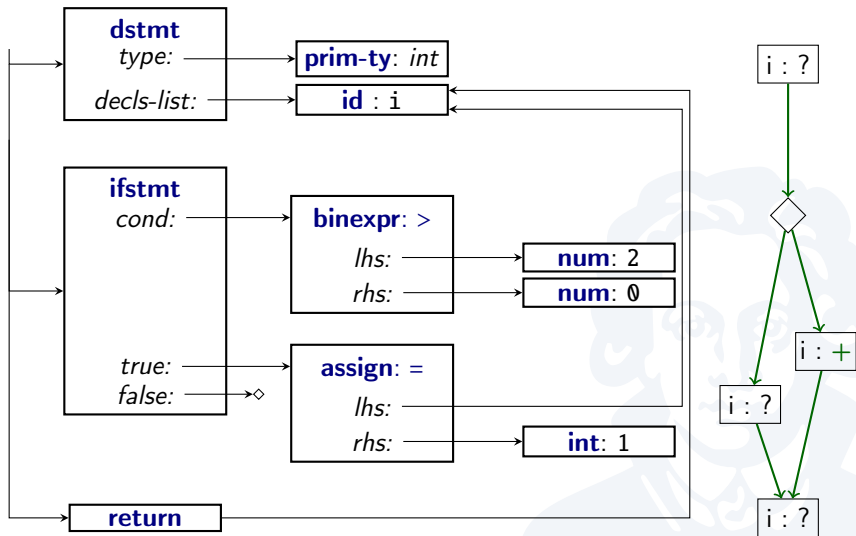 dstmt
type:
prim-ty: int
i : ?
decls-list:
id : i
ifstmt
cond:
binexpr: >
lhs:
num: 2
rhs:
num: 0
true:
assign: =
i : +
false:
lhs:
i : ?
rhs:
int: 1
return
i : ?